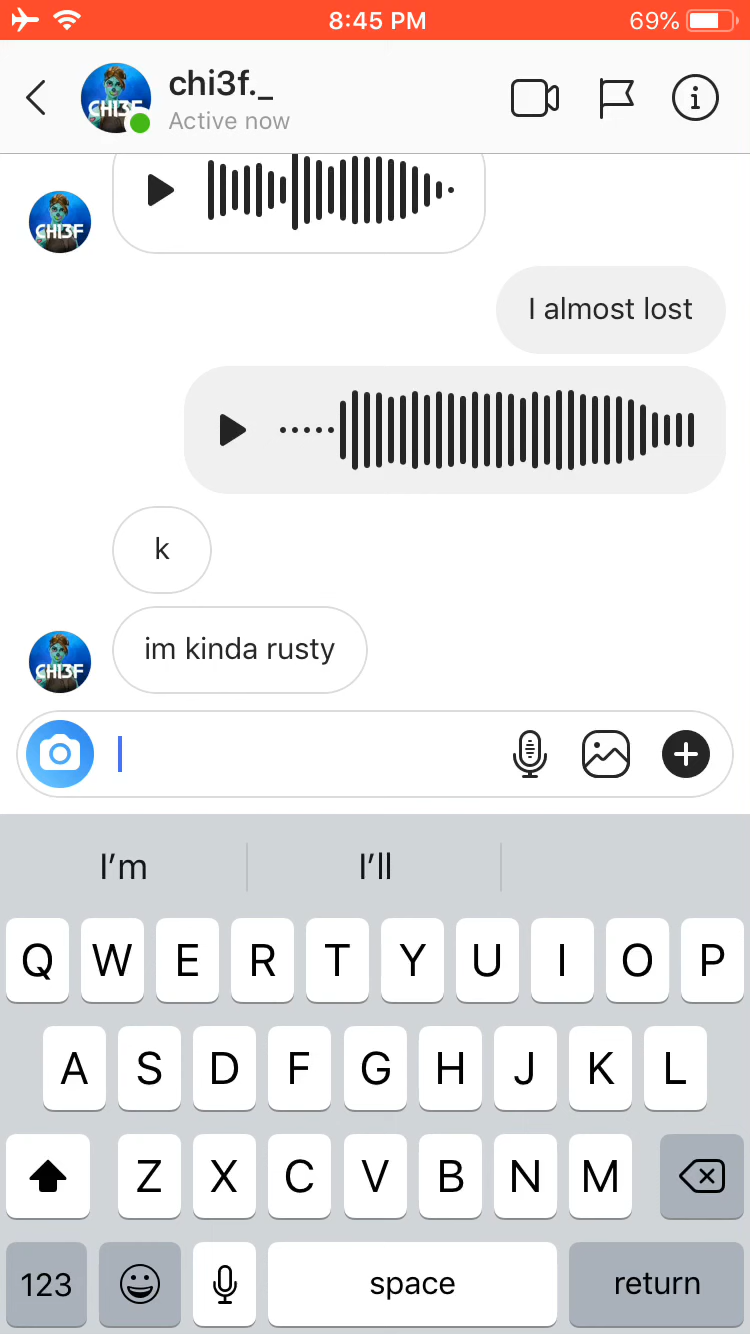 8:45 PM
69%
chi3f._
Active now
CHI3F
CHI3F
I almost lost
k
im kinda rusty
CHI3F
I'm
I'll
Q W E R T Y U I O P
A S D F G H J K L
Z X C V B N M
123
space
return